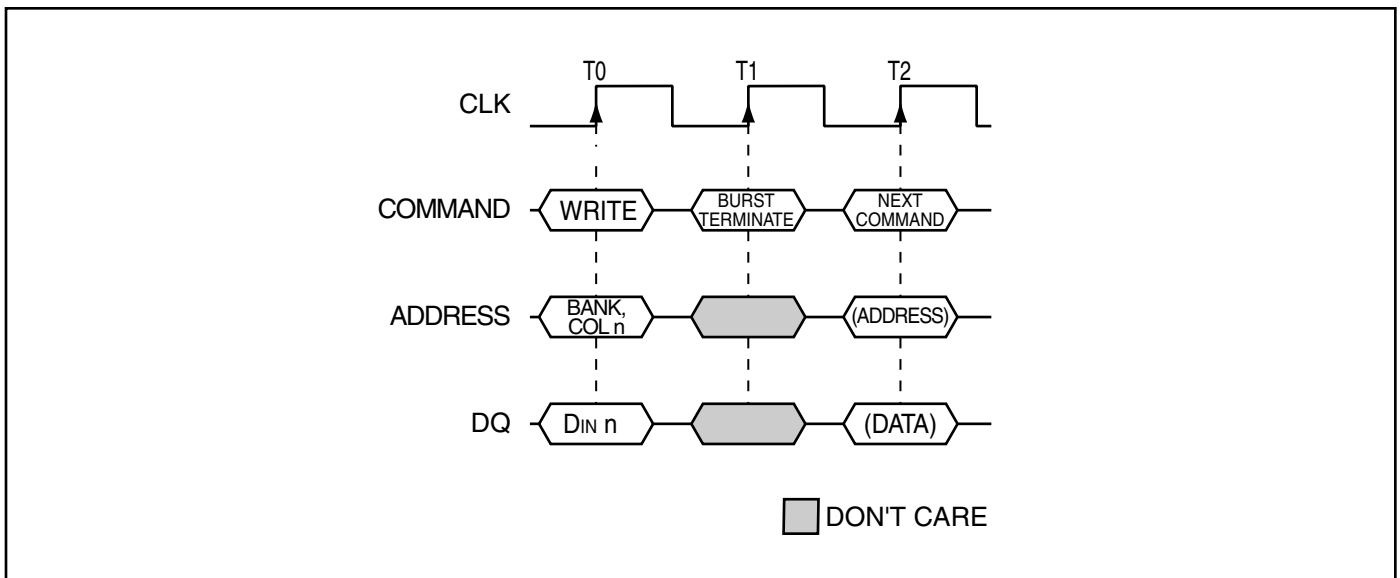 T0 T1 T2
CLK
COMMAND WRITE BURST TERMINATE NEXT COMMAND
ADDRESS BANK, COL n (ADDRESS)
DQ DIN n (DATA)
DON'T CARE